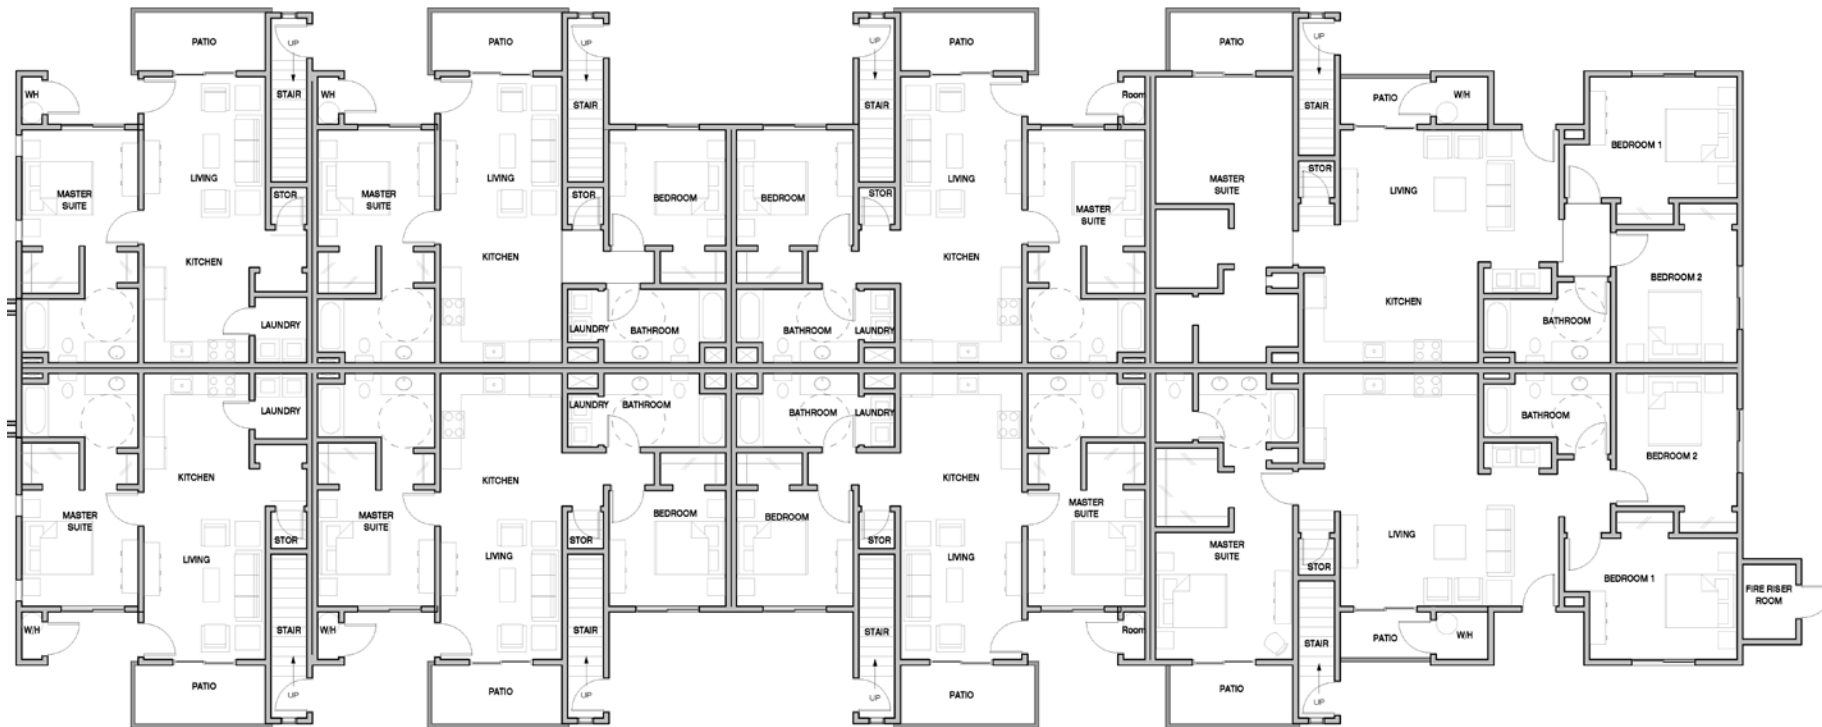 PATIO
UP
PATIO
UP
UP
PATIO
PATIO
UP
WH
STAIR
WH
STAIR
STAIR
Room
STAIR
PATIO
W/H
BEDROOM 1
LIVING
MASTER
SUITE
STOR
LIVING
MASTER
SUITE
STOR
BEDROOM
BEDROOM
STOR
LIVING
MASTER
SUITE
MASTER
SUITE
STOR
LIVING
KITCHEN
KITCHEN
KITCHEN
BEDROOM 2
KITCHEN
LAUNDRY
LAUNDRY
BATHROOM
BATHROOM
LAUNDRY
BATHROOM
LAUNDRY
LAUNDRY
BATHROOM
BATHROOM
LAUNDRY
BATHROOM
KITCHEN
KITCHEN
KITCHEN
BEDROOM 2
MASTER
SUITE
STOR
LIVING
MASTER
SUITE
STOR
LIVING
BEDROOM
BEDROOM
STOR
LIVING
MASTER
SUITE
MASTER
SUITE
STOR
LIVING
BEDROOM 1
FIRE RISER
ROOM
W/H
STAIR
W/H
STAIR
STAIR
Room
STAIR
PATIO
W/H
PATIO
UP
PATIO
UP
UP
PATIO
PATIO
UP